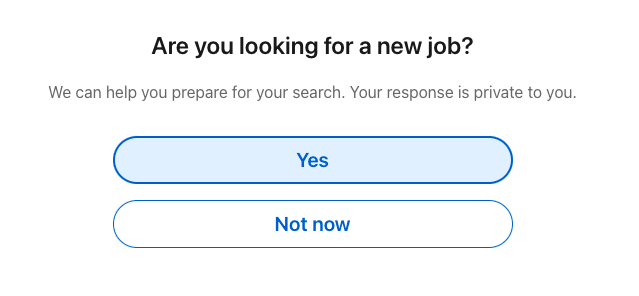 Are you looking for a new job?
We can help you prepare for your search. Your response is private to you.
Yes
Not now